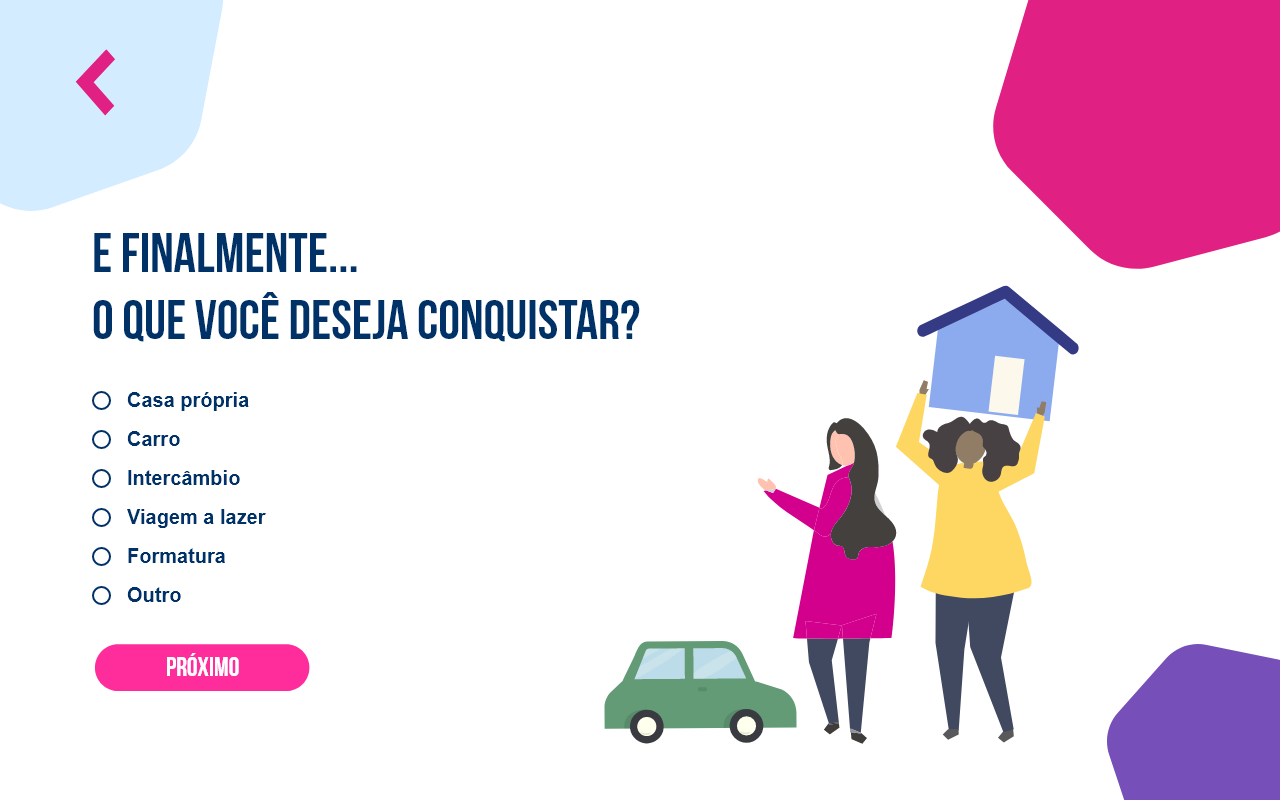 E FINALMENTE...
O QUE VOCÊ DESEJA CONQUISTAR?
Casa própria
Carro
Intercâmbio
Viagem a lazer
Formatura
Outro
PRÓXIMO